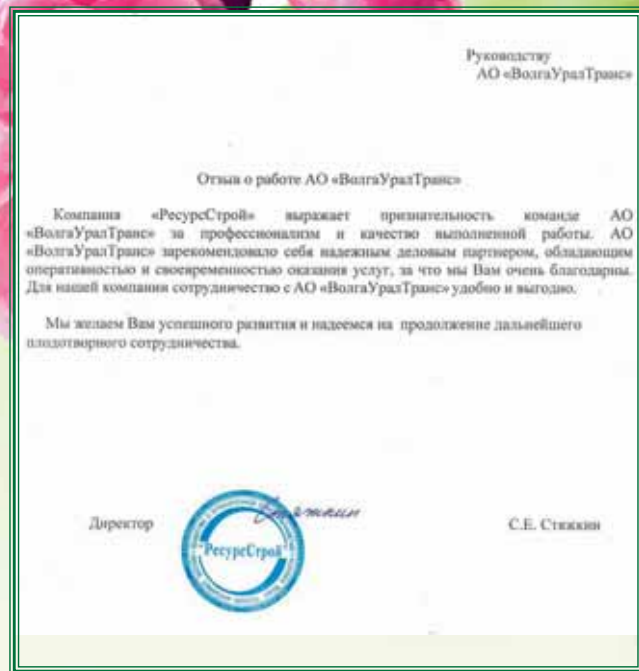 Руководству
АО «ВолгаУралТранс»
Отзыв о работе АО «ВолгаУралТранс»
Компания «РесурсСтрой» выражает признательность команде АО
«ВолгаУралТранс» за профессионализм и качество выполненной работы. АО
«ВолгаУралТранс» зарекомендовало себя надежным деловым партнером, обладающим
оперативностью и своевременностью оказания услуг, за что мы Вам очень благодарны.
Для нашей компании сотрудничество с АО «ВолгаУралТранс» удобно и выгодно.
Мы желаем Вам успешного развития и надеемся на продолжение дальнейшего
плодотворного сотрудничества.
Директор
РесурсСтрой
С.Е. Стяжкин